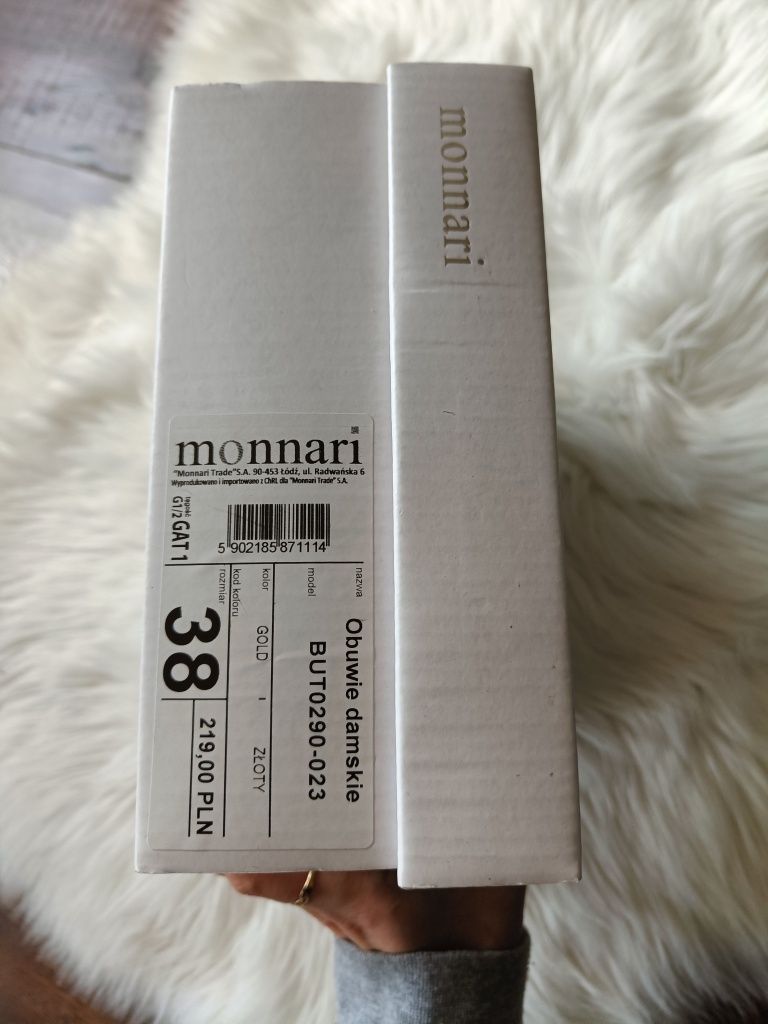 monnari
monnari
"Monnari Trade"S.A. 90-453 Łódź, ul. Radwańska 6
Wyprodukowano i importowano z ChRL dla "Monnari Trade" S.A.
5 902185 871114
tęgość
G1/2 GAT 1
nazwa
Obuwie damskie
model
BUT0290-023
kolor
GOLD - ZŁOTY
kod koloru
rozmiar
38
219,00 PLN